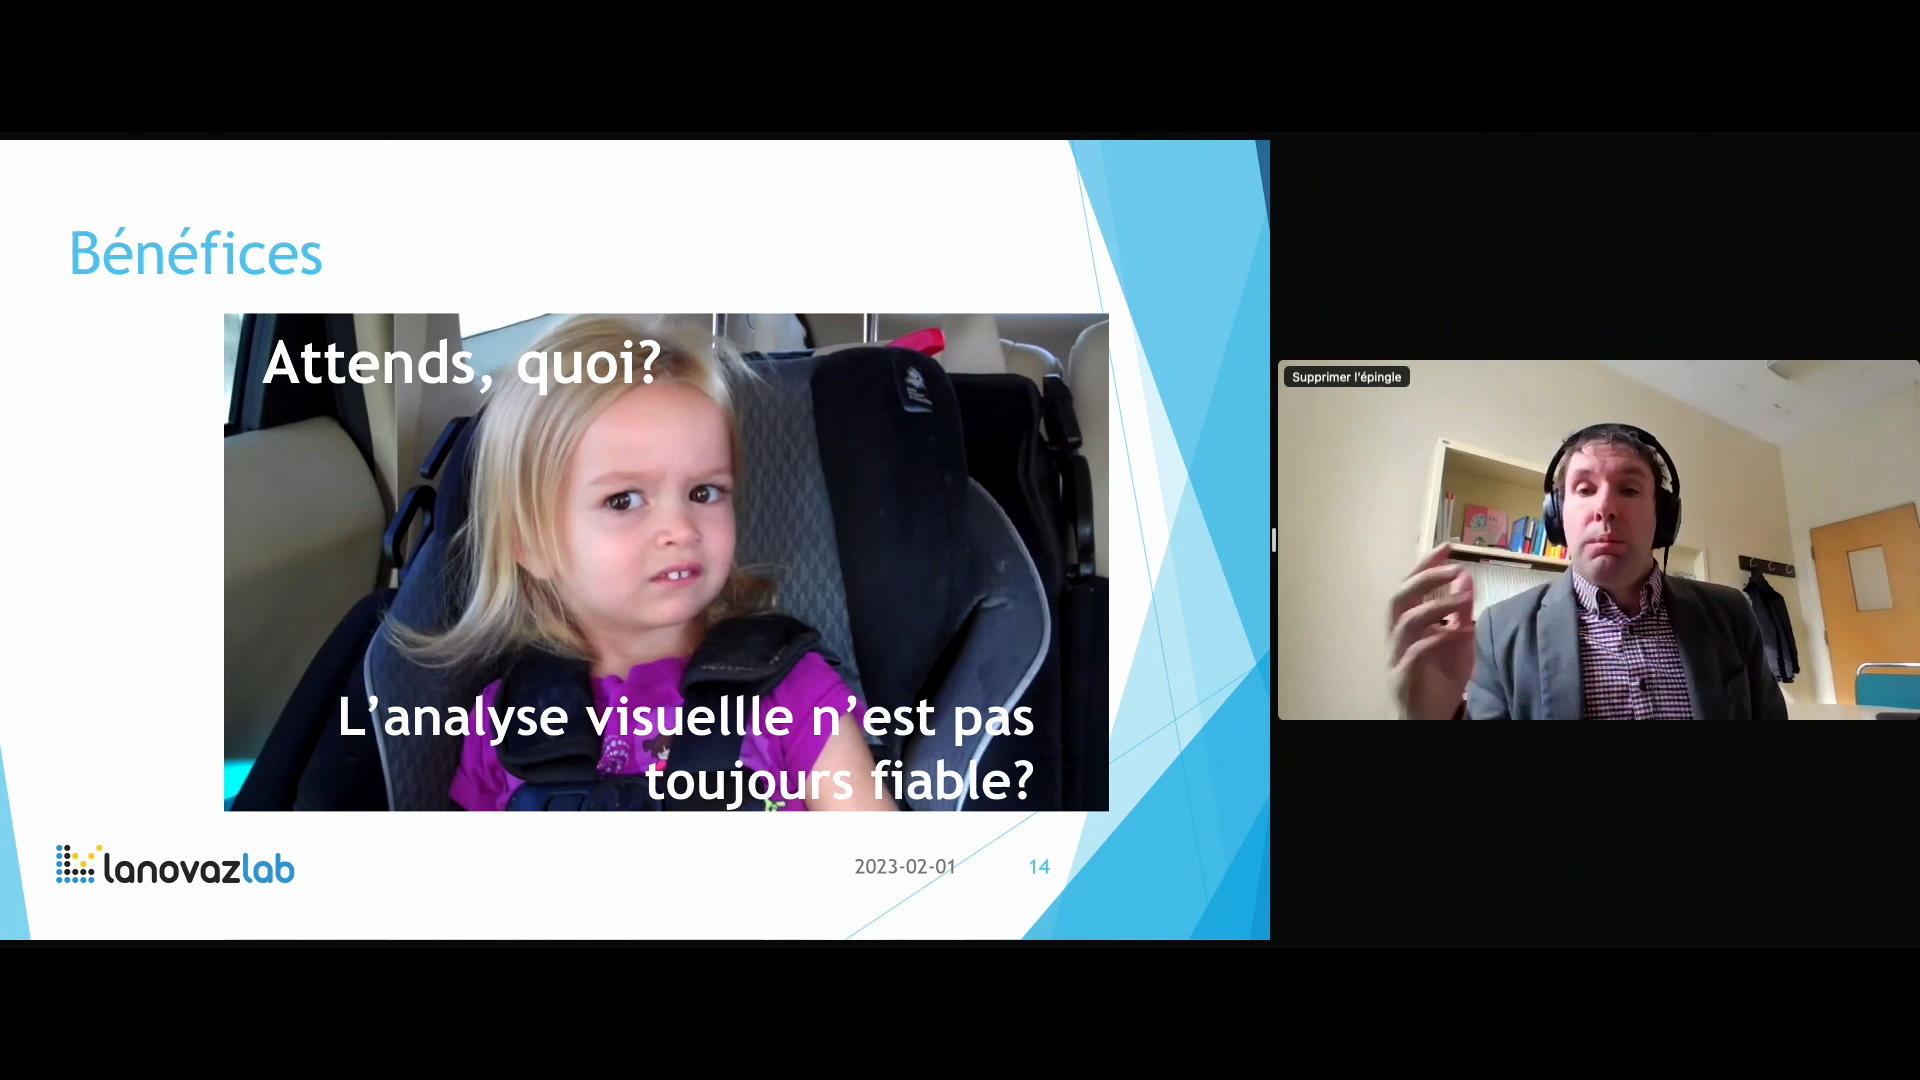 Bénéfices
Attends, quoi?
L’analyse visuellle n’est pas
toujours fiable?
lanovazlab
2023-02-01
14
Supprimer l’épingle